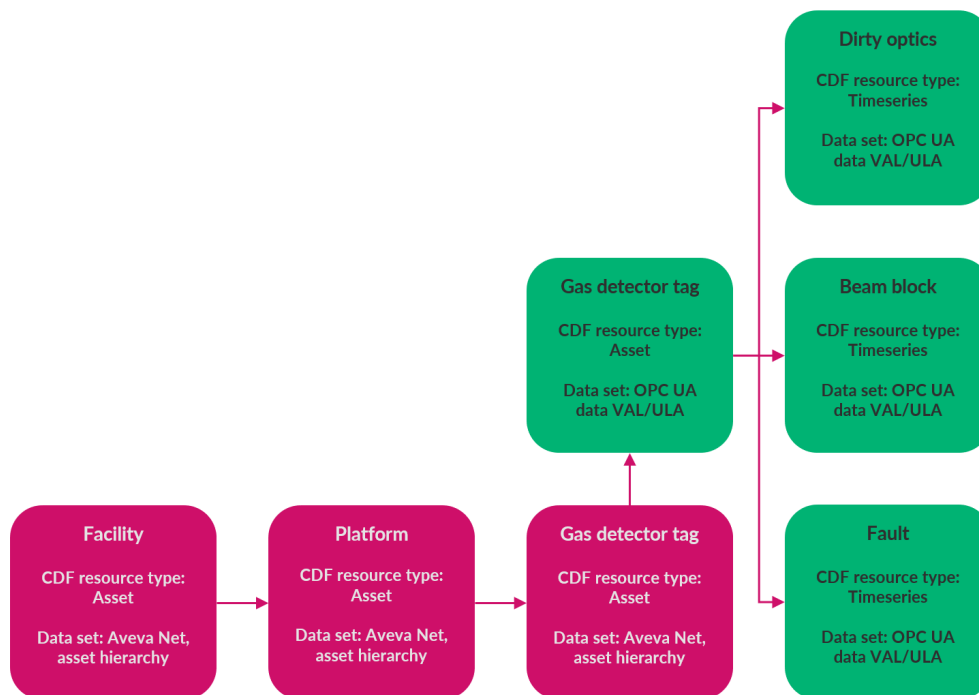 Dirty optics
CDF resource type:
Timeseries
Data set: OPC UA
data VAL/ULA
Gas detector tag
CDF resource type:
Asset
Data set: OPC UA
data VAL/ULA
Beam block
CDF resource type:
Timeseries
Data set: OPC UA
data VAL/ULA
Facility
CDF resource type:
Asset
Data set: Aveva Net,
asset hierarchy
Platform
CDF resource type:
Asset
Data set: Aveva Net,
asset hierarchy
Gas detector tag
CDF resource type:
Asset
Data set: Aveva Net,
asset hierarchy
Fault
CDF resource type:
Timeseries
Data set: OPC UA
data VAL/ULA